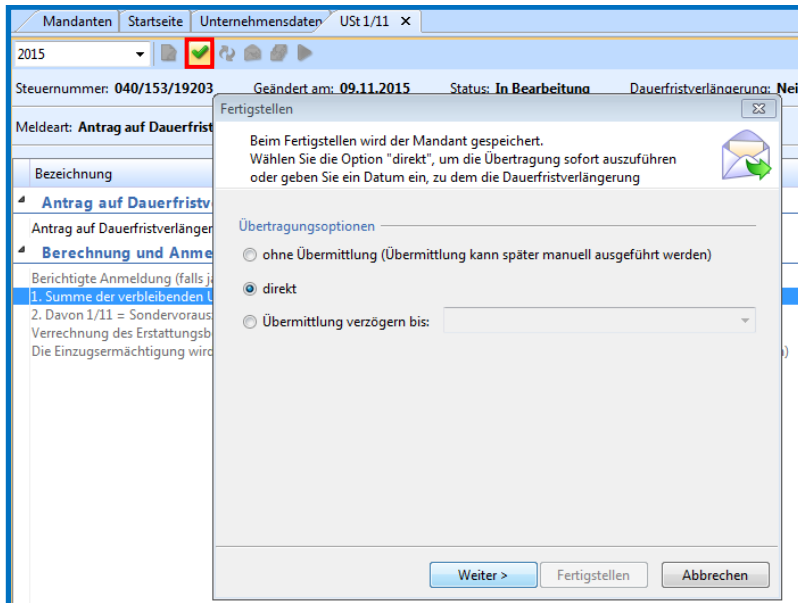 Mandanten Startseite Unternehmensdaten USt 1/11
2015
Steuernummer: 040/153/19203 Geändert am: 09.11.2015 Status: In Bearbeitung Dauerfristverlängerung: Nei
Fertigstellen
Meldeart: Antrag auf Dauerfrist
Beim Fertigstellen wird der Mandant gespeichert.
Wählen Sie die Option "direkt", um die Übertragung sofort auszuführen
oder geben Sie ein Datum ein, zu dem die Dauerfristverlängerung
Bezeichnung
Antrag auf Dauerfristv
Antrag auf Dauerfristverlänger
Berechnung und Anme
Berichtigte Anmeldung (falls ja
1. Summe der verbleibenden U
2. Davon 1/11 = Sondervoraus
Verrechnung des Erstattungsb
Die Einzugsermächtigung wird
Übertragungsoptionen
ohne Übermittlung (Übermittlung kann später manuell ausgeführt werden)
direkt
Übermittlung verzögern bis:
Weiter > Fertigstellen Abbrechen